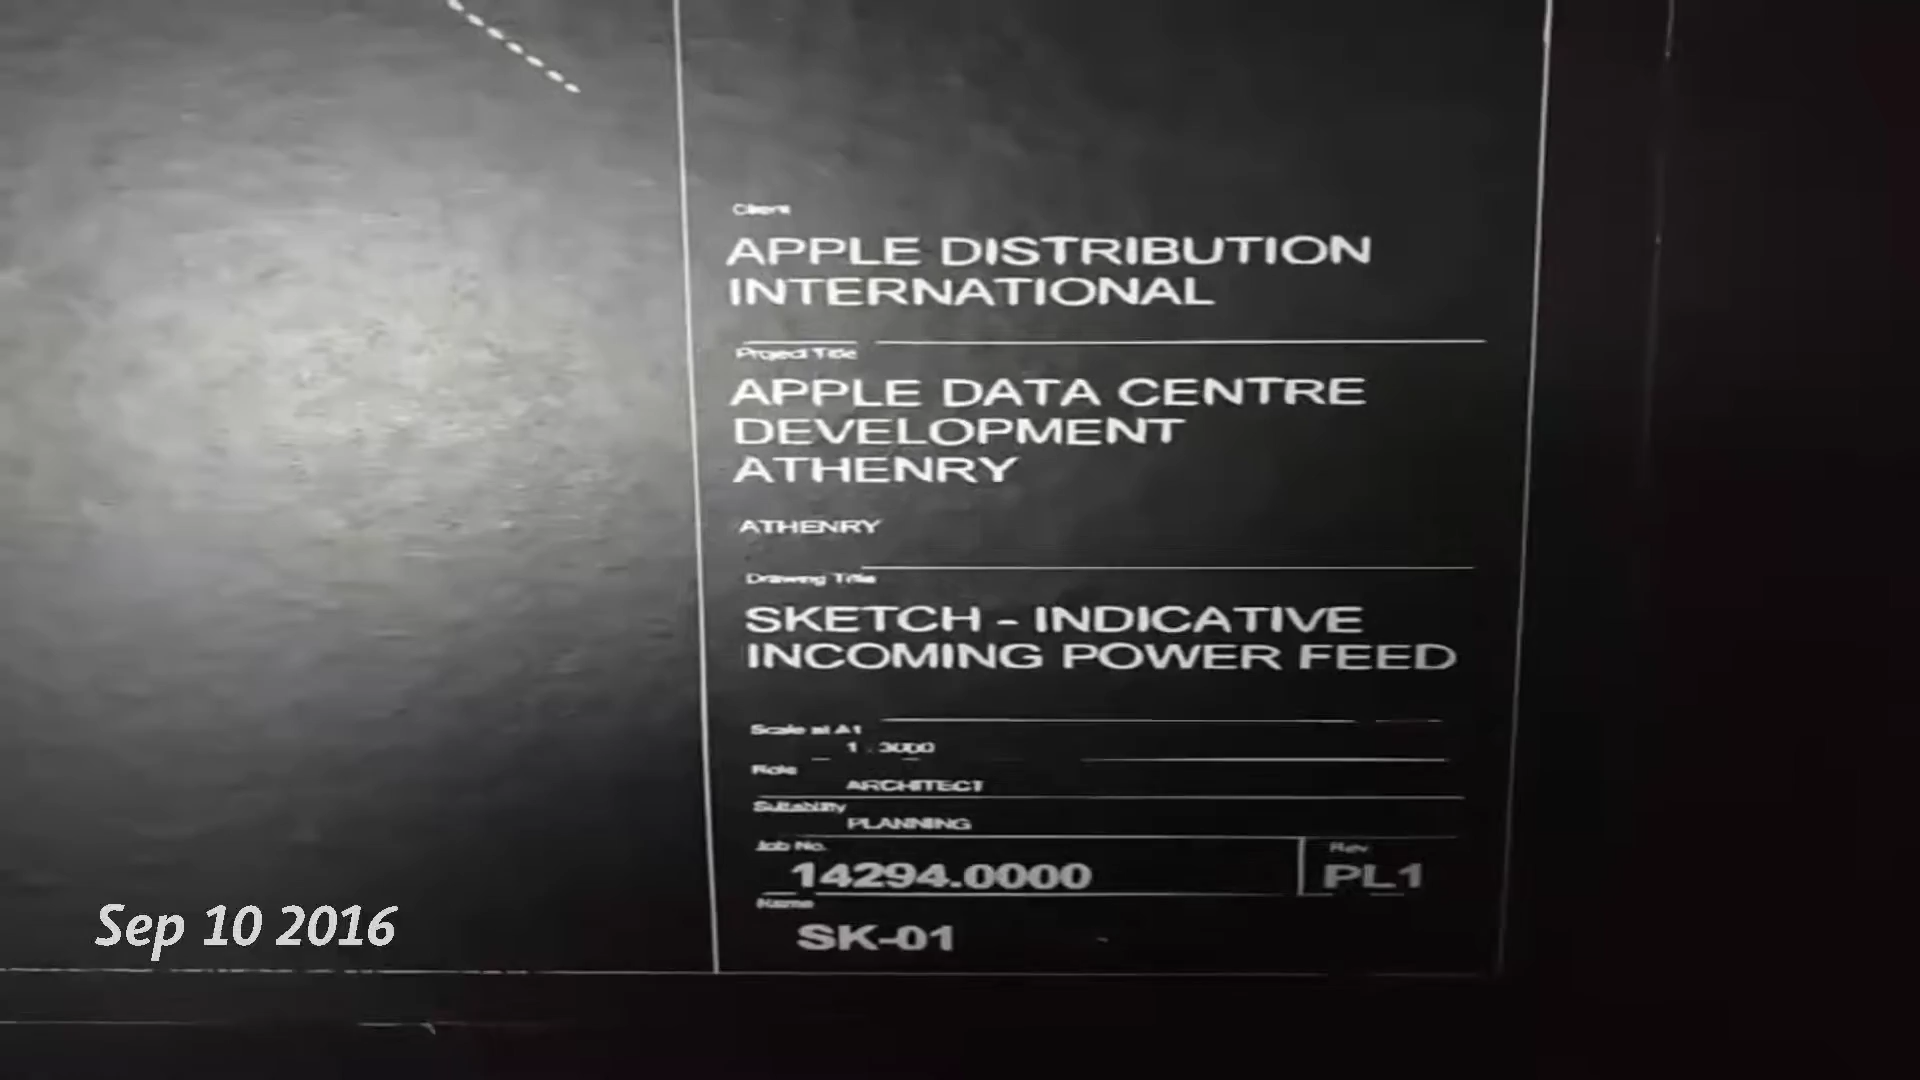 Client
APPLE DISTRIBUTION
INTERNATIONAL
Project Title
APPLE DATA CENTRE
DEVELOPMENT
ATHENRY
ATHENRY
Drawing Title
SKETCH - INDICATIVE
INCOMING POWER FEED
Scale at A1
1 : 3000
Role
ARCHITECT
Suitability
PLANNING
Job No. Rev
14294.0000 PL1
Name
SK-01
Sep 10 2016